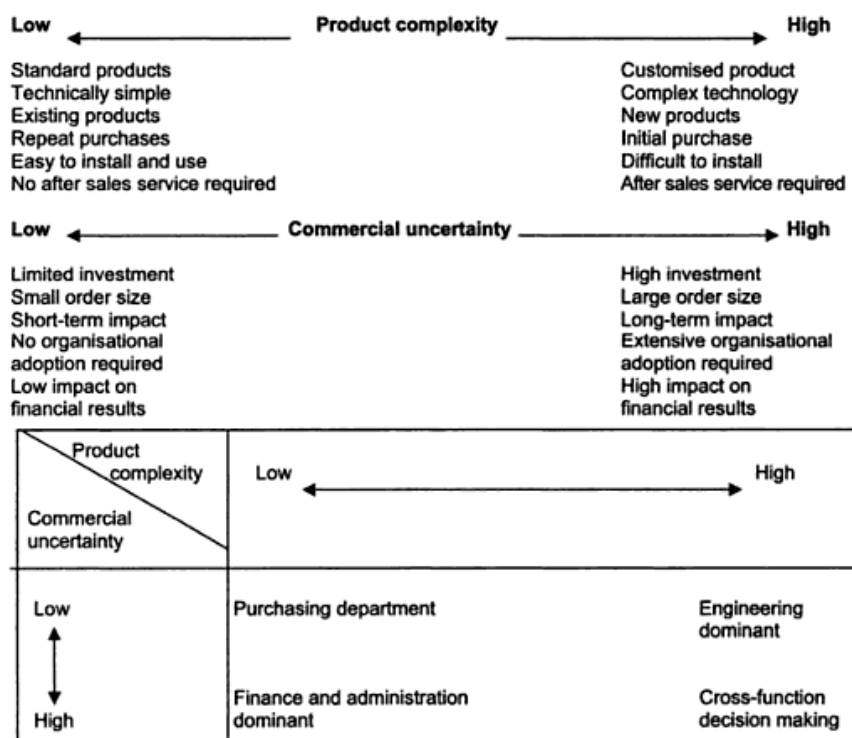 Low Product complexity High
Standard products Customised product
Technically simple Complex technology
Existing products New products
Repeat purchases Initial purchase
Easy to install and use Difficult to install
No after sales service required After sales service required
Low Commercial uncertainty High
Limited investment High investment
Small order size Large order size
Short-term impact Long-term impact
No organisational Extensive organisational
adoption required adoption required
Low impact on High impact on
financial results financial results
Product
complexity
Low High
Commercial
uncertainty
Low Purchasing department Engineering
dominant
Finance and administration Cross-function
High dominant decision making